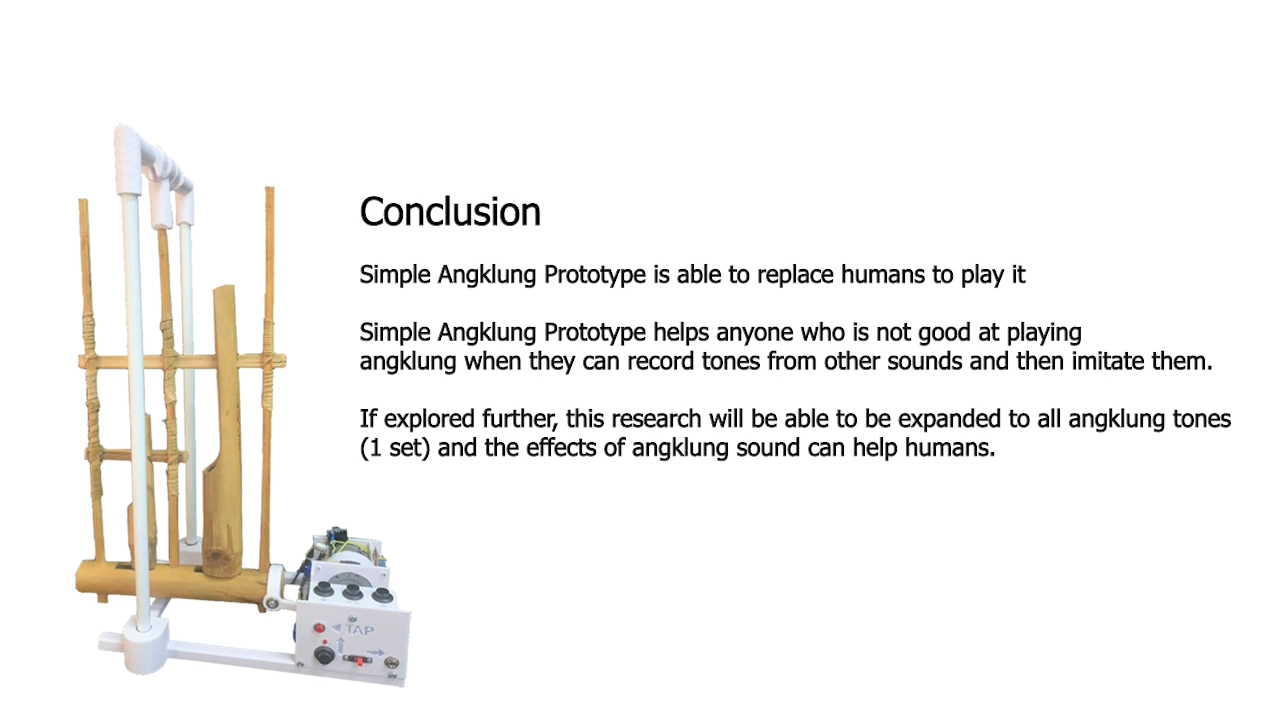 Conclusion
Simple Angklung Prototype is able to replace humans to play it
Simple Angklung Prototype helps anyone who is not good at playing
angklung when they can record tones from other sounds and then imitate them.
If explored further, this research will be able to be expanded to all angklung tones
(1 set) and the effects of angklung sound can help humans.
TAP